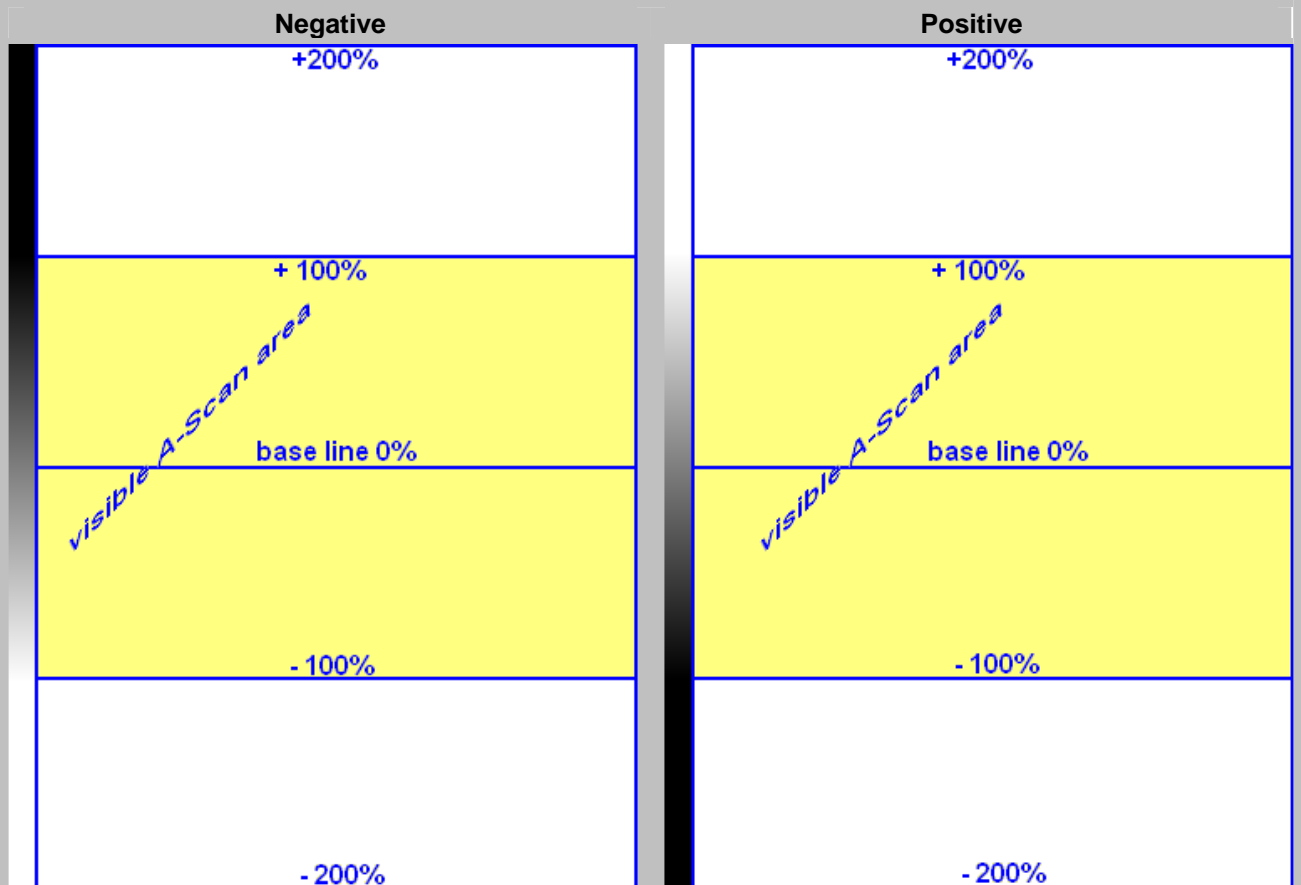 Negative
+200%
+ 100%
visible A-Scan area
base line 0%
- 100%
- 200%
Positive
+200%
+ 100%
visible A-Scan area
base line 0%
- 100%
- 200%